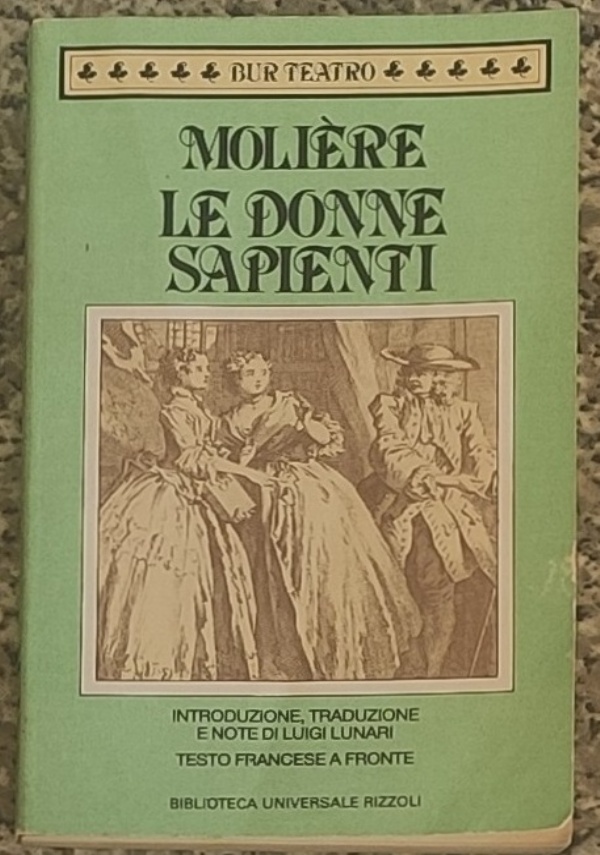 BUR TEATRO
MOLIÈRE
LE DONNE
SAPIENTI
INTRODUZIONE, TRADUZIONE
E NOTE DI LUIGI LUNARI
TESTO FRANCESE A FRONTE
BIBLIOTECA UNIVERSALE RIZZOLI